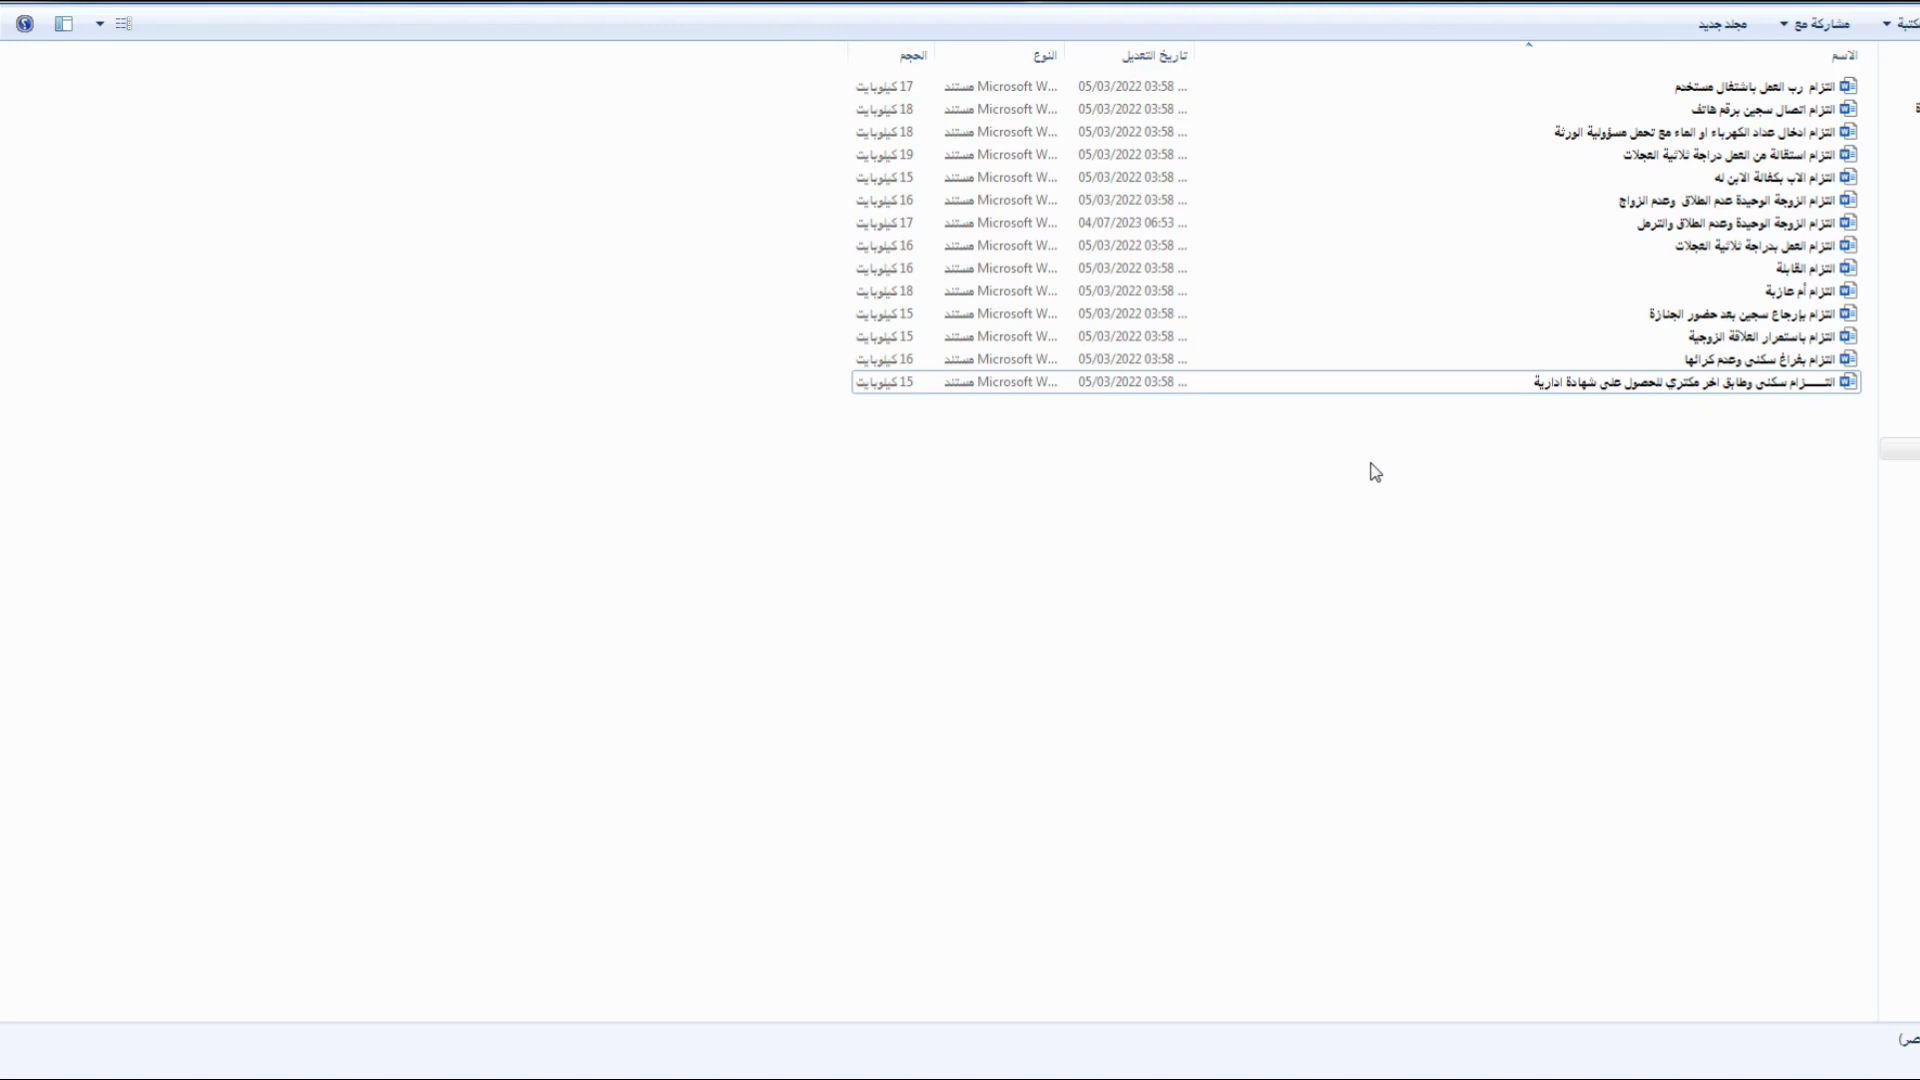 مشاركة مع مجلد جديد
الاسم تاريخ التعديل النوع الحجم
التزام رب العمل باشتغال مستخدم 05/03/2022 03:58 ... مستند Microsoft W... 17 كيلوبايت
التزام اتصال سجين برقم هاتف 05/03/2022 03:58 ... مستند Microsoft W... 18 كيلوبايت
التزام ادخال عداد الكهرباء او الماء مع تحمل مسؤولية الورثة 05/03/2022 03:58 ... مستند Microsoft W... 18 كيلوبايت
التزام استقالة من العمل دراجة ثلاثية العجلات 05/03/2022 03:58 ... مستند Microsoft W... 19 كيلوبايت
التزام الاب بكفالة الابن له 05/03/2022 03:58 ... مستند Microsoft W... 15 كيلوبايت
التزام الزوجة الوحيدة عدم الطلاق وعدم الزواج 05/03/2022 03:58 ... مستند Microsoft W... 16 كيلوبايت
التزام الزوجة الوحيدة وعدم الطلاق والترمل 04/07/2023 06:53 ... مستند Microsoft W... 17 كيلوبايت
التزام العمل بدراجة ثلاثية العجلات 05/03/2022 03:58 ... مستند Microsoft W... 16 كيلوبايت
التزام القابلة 05/03/2022 03:58 ... مستند Microsoft W... 16 كيلوبايت
التزام أم عازبة 05/03/2022 03:58 ... مستند Microsoft W... 18 كيلوبايت
التزام بإرجاع سجين بعد حضور الجنازة 05/03/2022 03:58 ... مستند Microsoft W... 15 كيلوبايت
التزام باستمرار العلاقة الزوجية 05/03/2022 03:58 ... مستند Microsoft W... 15 كيلوبايت
التزام بفراغ سكنى وعدم كرائها 05/03/2022 03:58 ... مستند Microsoft W... 16 كيلوبايت
التـــــزام سكنى وطابق اخر مكتري للحصول على شهادة ادارية 05/03/2022 03:58 ... مستند Microsoft W... 15 كيلوبايت